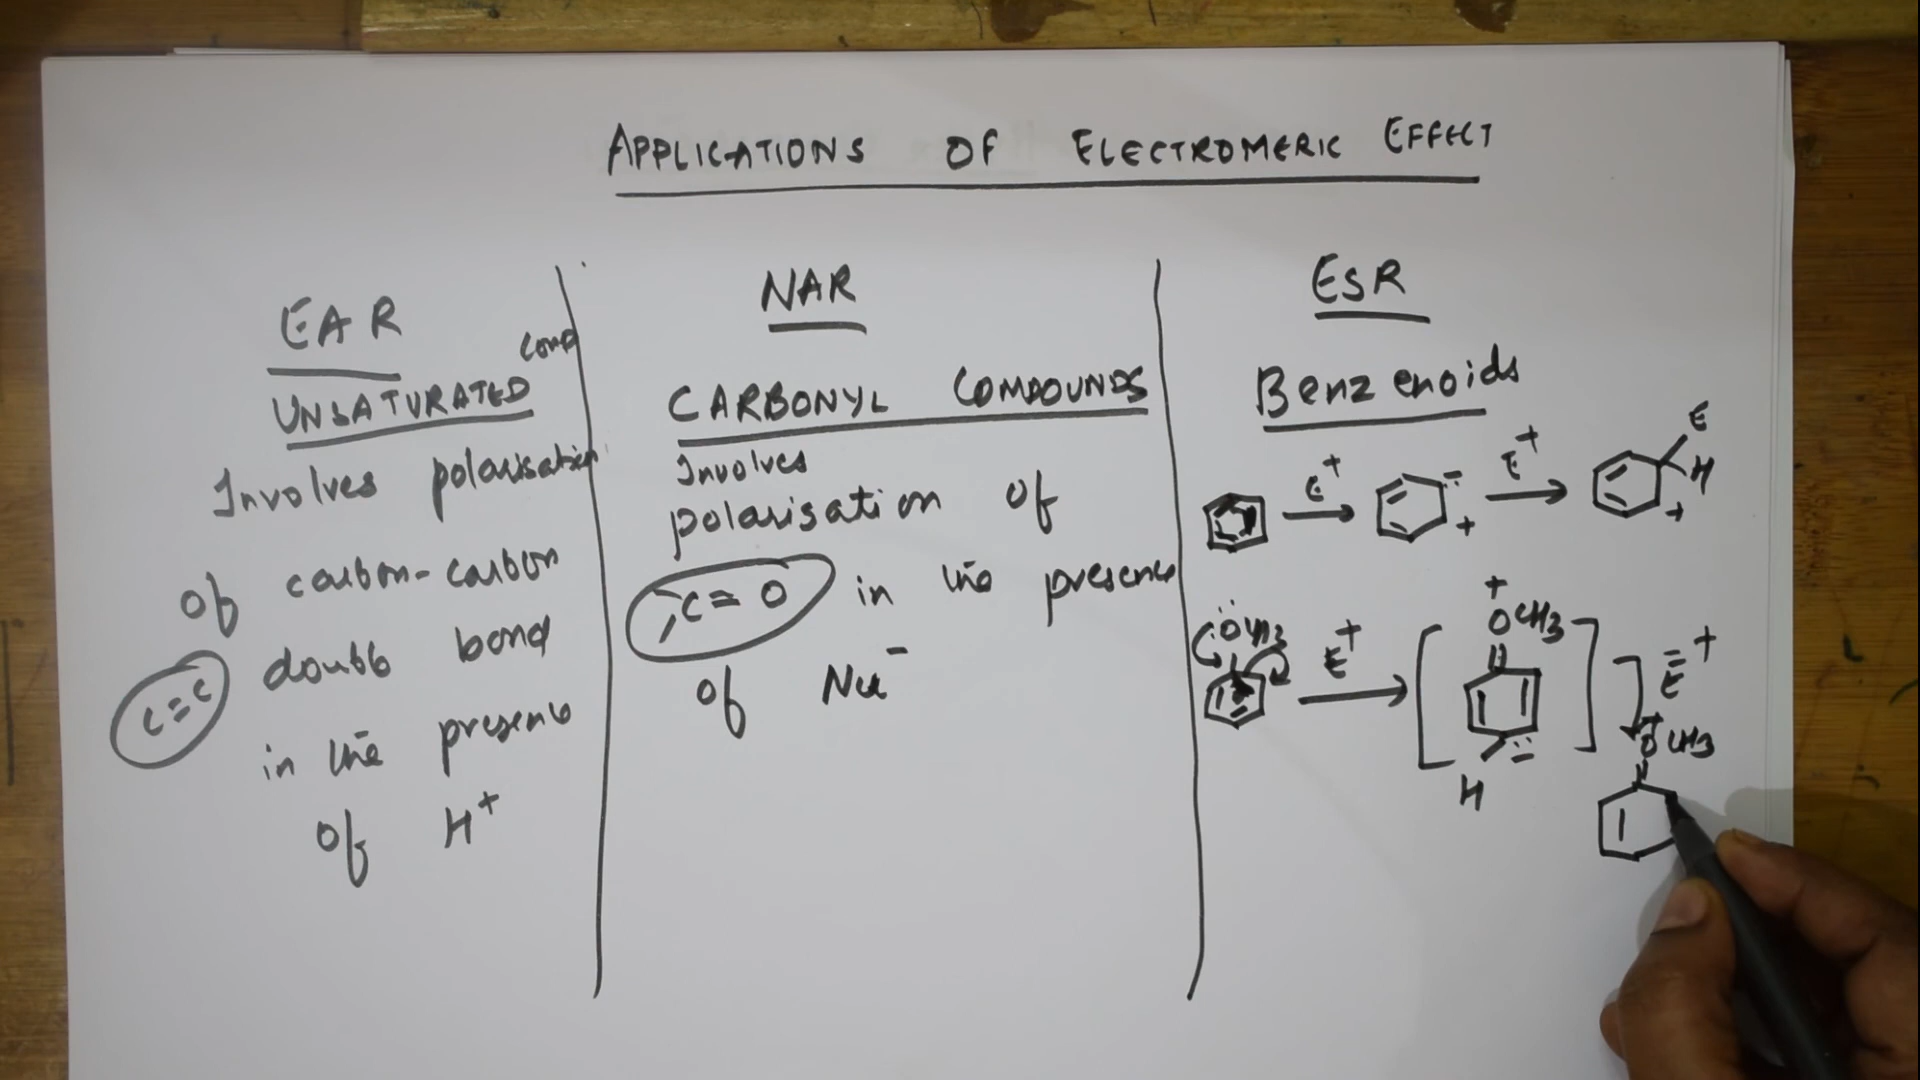 APPLICATIONS OF ELECTROMERIC EFFECT
EAR
UNSATURATED comp
Involves polarisation
of carbon-carbon
C=C double bond
in the presence
of H+
NAR
CARBONYL COMPOUNDS
Involves
polarisation of
C=O in the presence
of Nu-
ESR
Benzenoids
E+ E+ E
H
+ +
+
OCH3 E+ OCH3 E+
H
+
OCH3